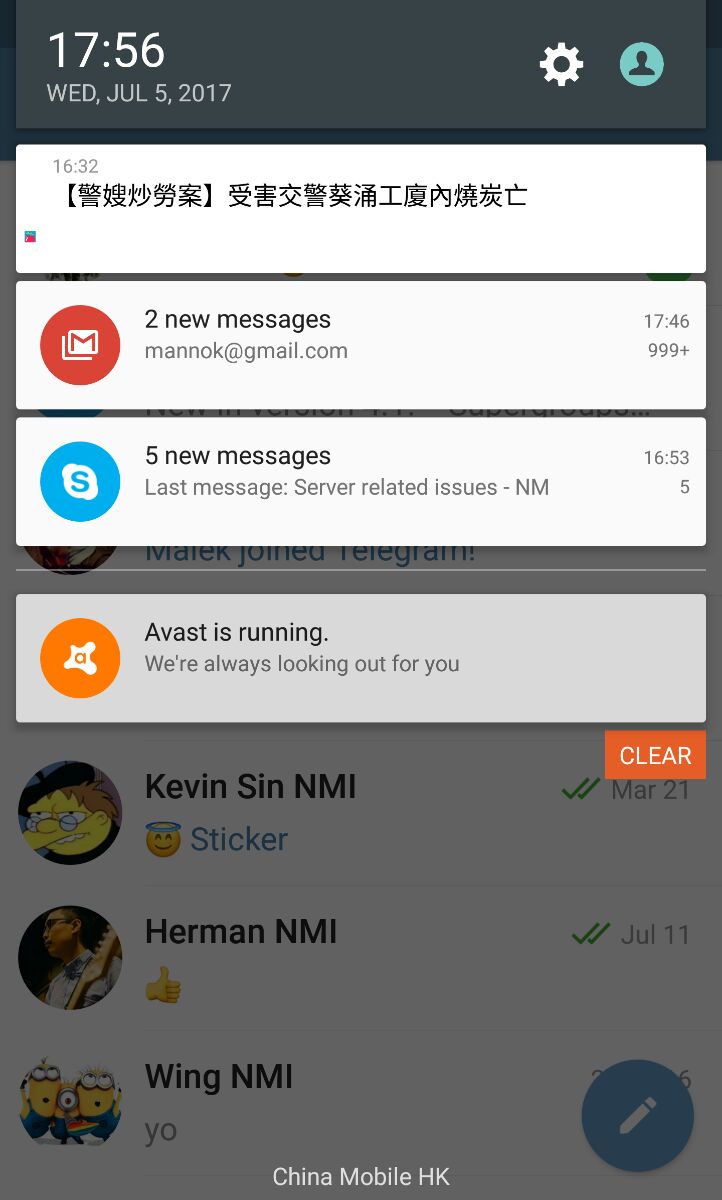 17:56
WED, JUL 5, 2017
16:32
【警嫂炒勞案】受害交警葵涌工廈內燒炭亡
2 new messages
17:46
mannok@gmail.com
999+
New in version 4.1: Supergroups...
5 new messages
16:53
Last message: Server related issues - NM
5
Malek joined Telegram!
Avast is running.
We're always looking out for you
CLEAR
Kevin Sin NMI
Mar 21
Sticker
Herman NMI
Jul 11
Wing NMI
yo
China Mobile HK